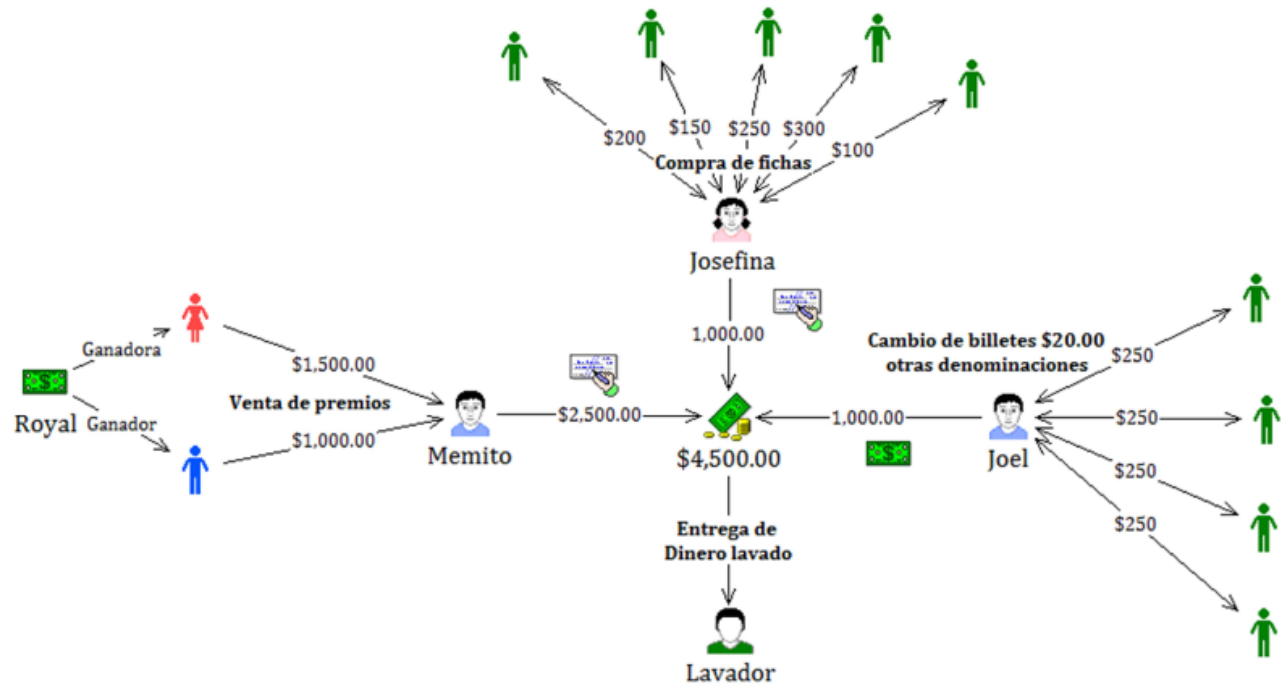 $200
$150
$250
$300
$100
Compra de fichas
Josefina
1,000.00
Royal
Ganadora
Ganador
$1,500.00
Venta de premios
$1,000.00
Memito
$2,500.00
$4,500.00
1,000.00
Joel
Cambio de billetes $20.00
otras denominaciones
$250
$250
$250
$250
Entrega de
Dinero lavado
Lavador